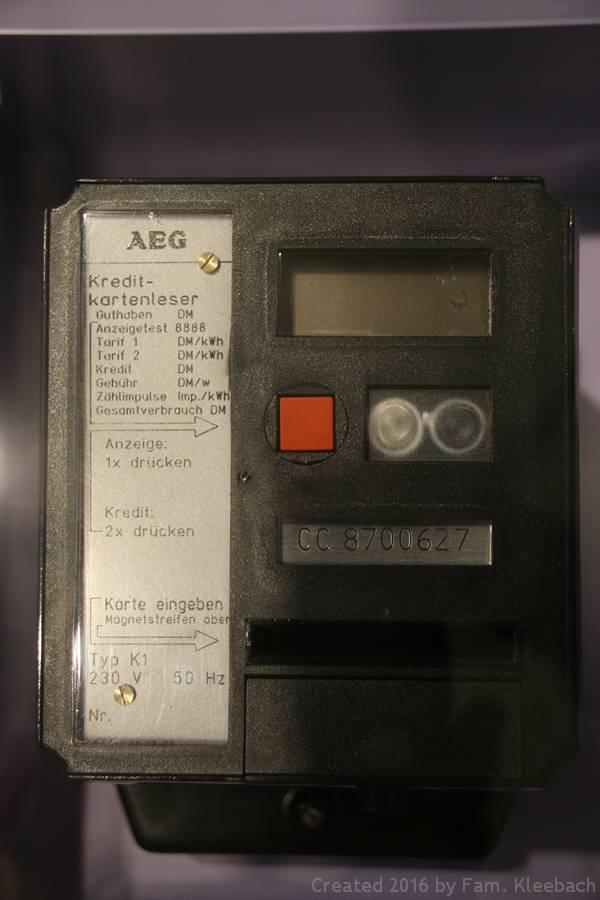 AEG
Kredit-
kartenleser
Guthaben DM
Anzeigetest 8888
Tarif 1 DM/kWh
Tarif 2 DM/kWh
Kredit DM
Gebühr DM/w
Zählimpulse Imp./kWh
Gesamtverbrauch DM
Anzeige:
1x drücken
Kredit:
2x drücken
Karte eingeben
Magnetstreifen oben
Typ K1
230 V 50 Hz
Nr.
CC 8700627
Created 2016 by Fam. Kleebach